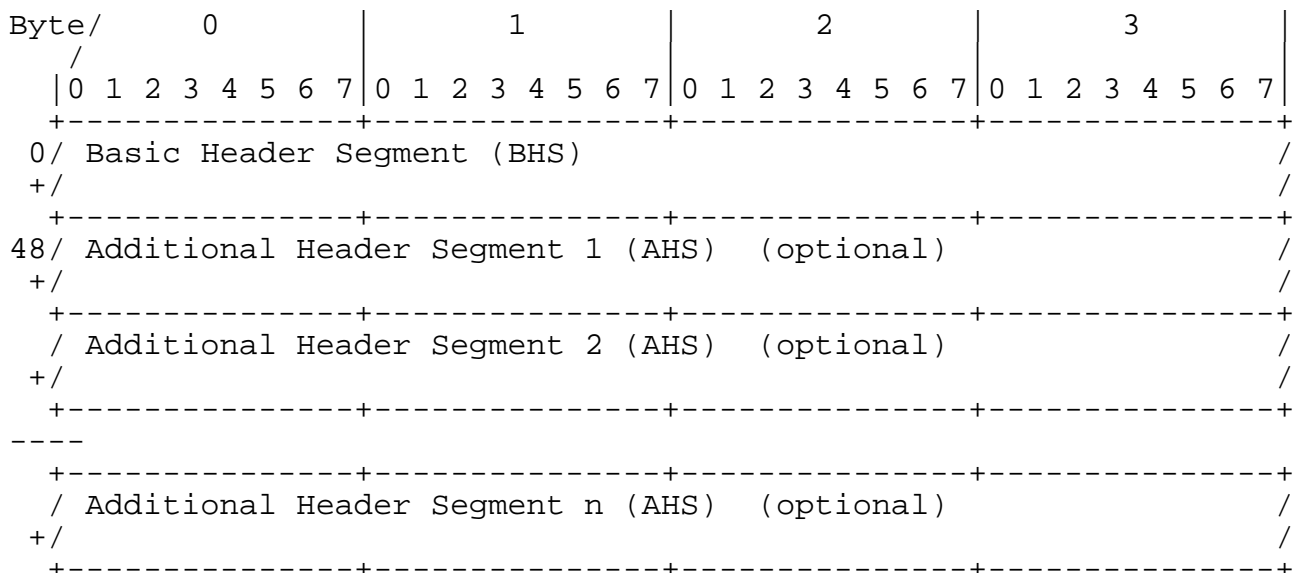 Byte/     0       |       1       |       2       |       3       |
   /              |               |               |               |
  |0 1 2 3 4 5 6 7|0 1 2 3 4 5 6 7|0 1 2 3 4 5 6 7|0 1 2 3 4 5 6 7|
  +---------------+---------------+---------------+---------------+
 0/ Basic Header Segment (BHS)                                    /
 +/                                                               /
  +---------------+---------------+---------------+---------------+
48/ Additional Header Segment 1 (AHS)  (optional)                 /
 +/                                                               /
  +---------------+---------------+---------------+---------------+
  / Additional Header Segment 2 (AHS)  (optional)                 /
 +/                                                               /
  +---------------+---------------+---------------+---------------+
----
  +---------------+---------------+---------------+---------------+
  / Additional Header Segment n (AHS)  (optional)                 /
 +/                                                               /
  +---------------+---------------+---------------+---------------+